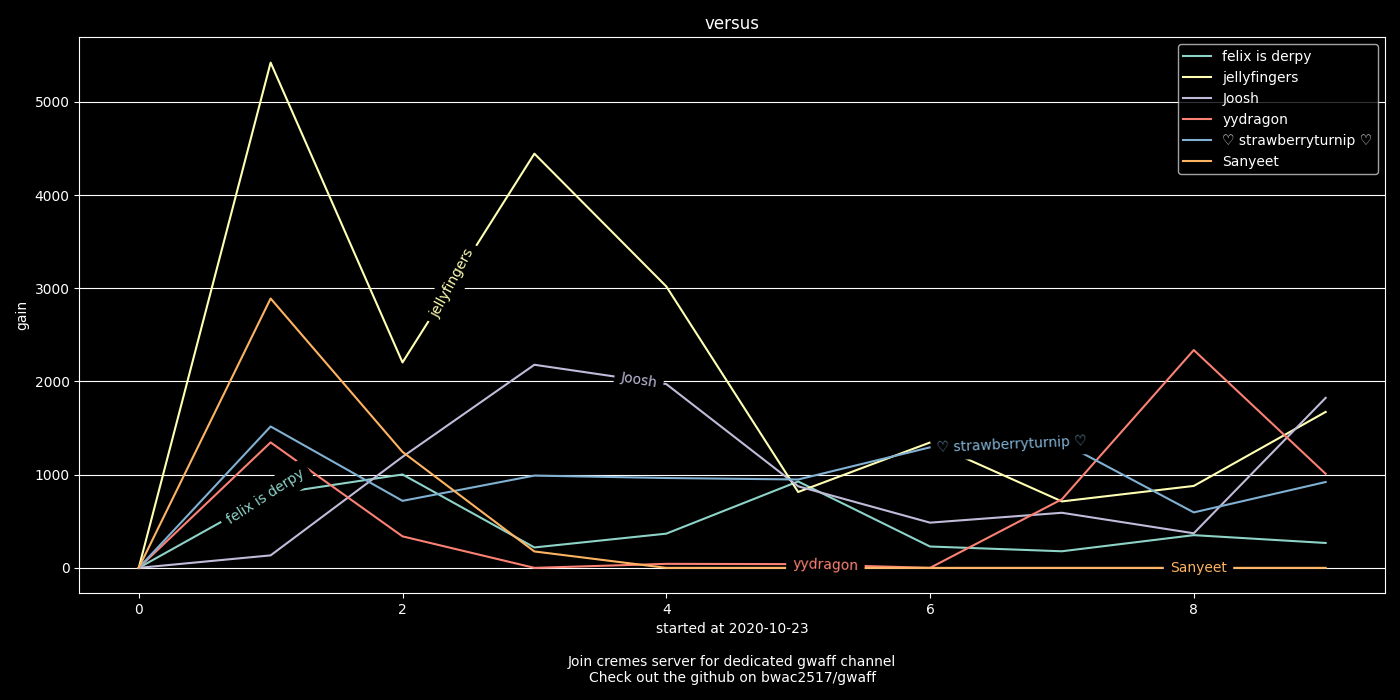 versus
felix is derpy
jellyfingers
Joosh
yydragon
♡ strawberryturnip ♡
Sanyeet
5000
4000
3000
2000
1000
0
gain
jellyfingers
Joosh
♡ strawberryturnip ♡
felix is derpy
yydragon
Sanyeet
0 2 4 6 8
started at 2020-10-23
Join cremes server for dedicated gwaff channel
Check out the github on bwac2517/gwaff